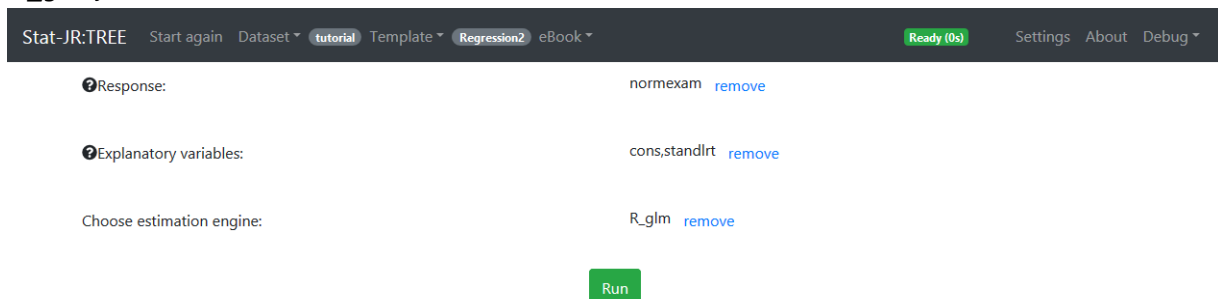 Stat-JR:TREE Start again Dataset tutorial Template Regression2 eBook Ready (0s) Settings About Debug
Response: normexam remove
Explanatory variables: cons,standlrt remove
Choose estimation engine: R_glm remove
Run